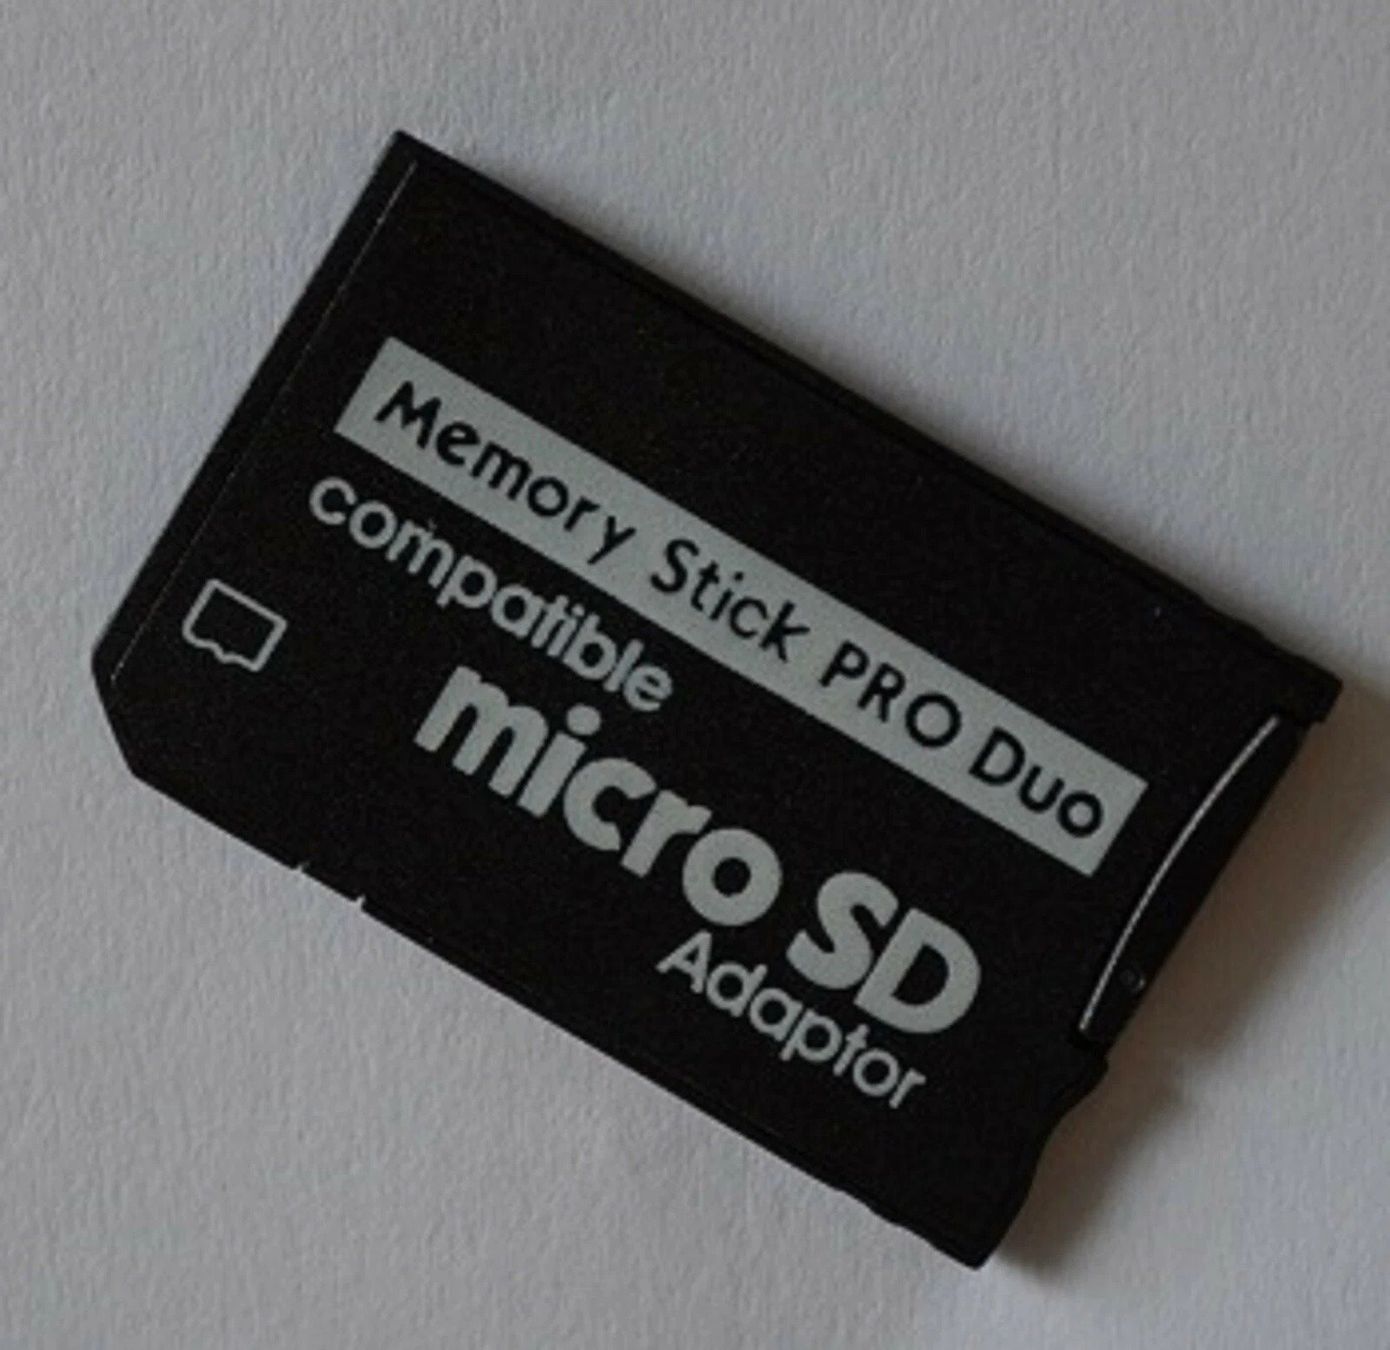 Memory Stick PRO Duo
compatible
micro SD
Adaptor